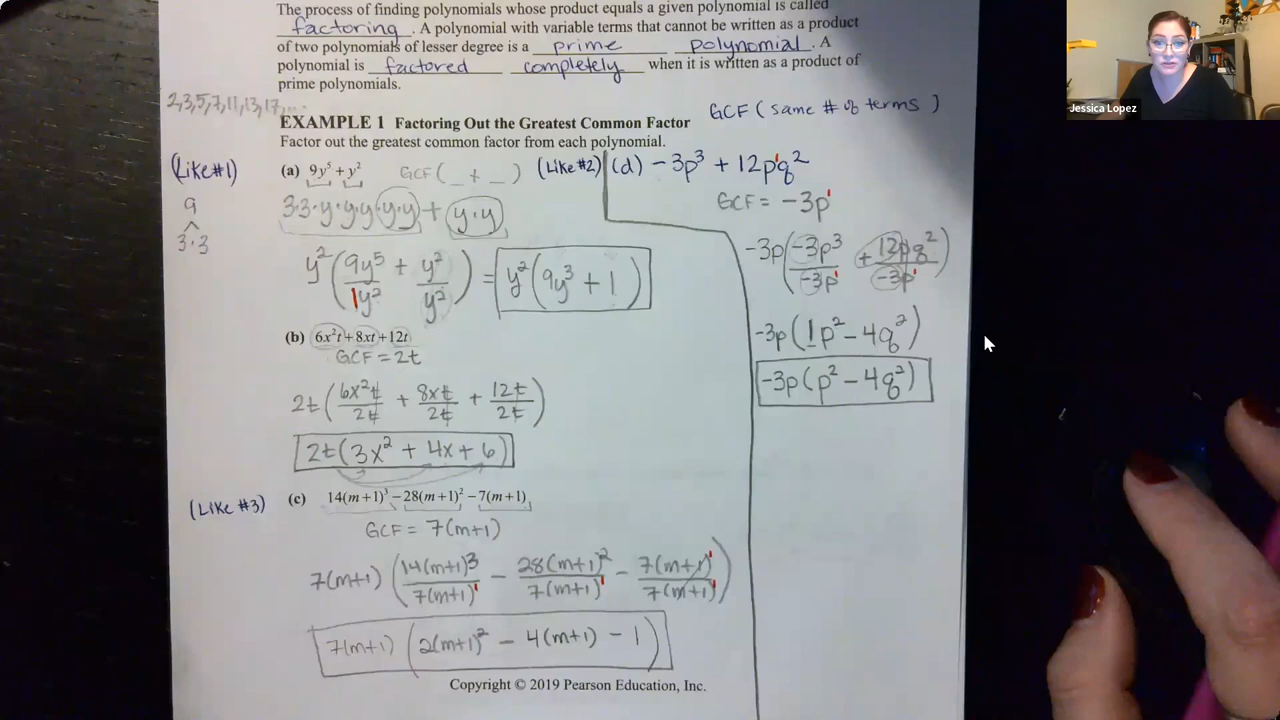 The process of finding polynomials whose product equals a given polynomial is called
factoring. A polynomial with variable terms that cannot be written as a product
of two polynomials of lesser degree is a prime polynomial. A
polynomial is factored completely when it is written as a product of
prime polynomials.
2,3,5,7,11,13,17,...
GCF (same # of terms)
Jessica Lopez
EXAMPLE 1 Factoring Out the Greatest Common Factor
Factor out the greatest common factor from each polynomial.
(Like #1)
(a) 9y⁵ + y²
GCF ( _ + _ )
9
3·3
3·3·y·y·y·y·y + y·y
y² (9y⁵/1y² + y²/y²) = y²(9y³ + 1)
(b) 6x²t + 8xt + 12t
GCF = 2t
2t (6x²t/2t + 8xt/2t + 12t/2t)
2t(3x² + 4x + 6)
(Like #3)
(c) 14(m+1)³ − 28(m+1)² − 7(m+1)
GCF = 7(m+1)
7(m+1) (14(m+1)³/7(m+1)¹ − 28(m+1)²/7(m+1)¹ − 7(m+1)¹/7(m+1)¹)
7(m+1) (2(m+1)² − 4(m+1) − 1)
(Like #2) (d) −3p³ + 12p¹q²
GCF = −3p¹
−3p(−3p³/−3p¹ + 12pq²/−3p¹)
−3p(1p² − 4q²)
−3p(p² − 4q²)
Copyright © 2019 Pearson Education, Inc.